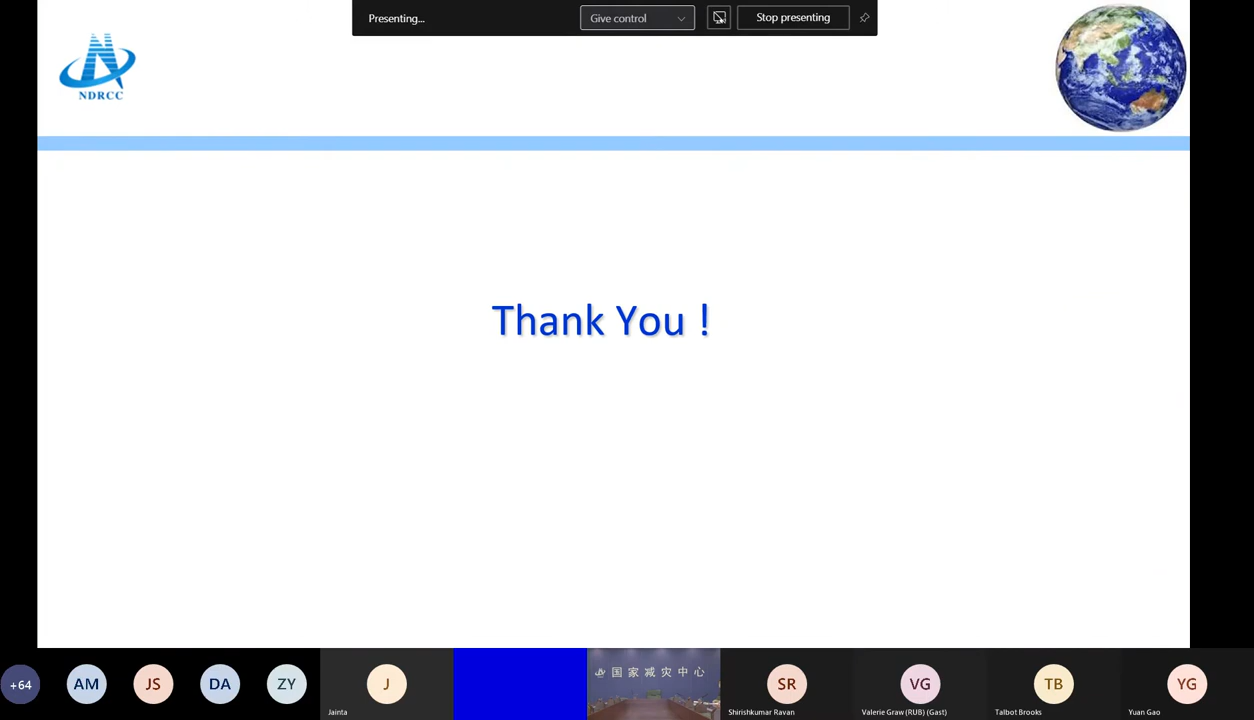 Presenting...
Give control
Stop presenting
NDRCC
Thank You !
+64
AM
JS
DA
ZY
J
Jainta
国家减灾中心
SR
Shirishkumar Ravan
VG
Valerie Graw (RUB) (Gast)
TB
Talbot Brooks
YG
Yuan Gao